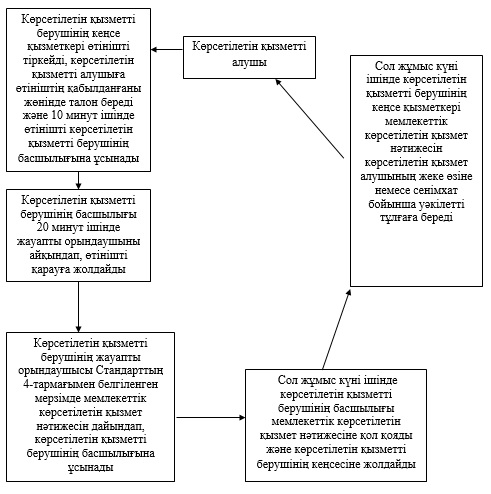 Көрсетілетін қызметті
алушы
Көрсетілетін қызметті
берушінің кеңсе
қызметкері өтінішті
тіркейді, көрсетілетін
қызметті алушыға
өтініштің қабылданғаны
жөнінде талон береді
және 10 минут ішінде
өтінішті көрсетілетін
қызметті берушінің
басшылығына ұсынады
Көрсетілетін қызметті
берушінің басшылығы
20 минут ішінде
жауапты орындаушыны
айқындап, өтінішті
қарауға жолдайды
Көрсетілетін қызметті
берушінің жауапты
орындаушысы Стандарттың
4-тармағымен белгіленген
мерзімде мемлекеттік
көрсетілетін қызмет
нәтижесін дайындап,
көрсетілетін қызметті
берушінің басшылығына
ұсынады
Сол жұмыс күні ішінде
көрсетілетін қызметті
берушінің басшылығы
мемлекеттік көрсетілетін
қызмет нәтижесіне қол қояды
және көрсетілетін қызметті
берушінің кеңсесіне жолдайды
Сол жұмыс күні
ішінде көрсетілетін
қызметті берушінің
кеңсе қызметкері
мемлекеттік
көрсетілетін қызмет
нәтижесін
көрсетілетін қызмет
алушының жеке өзіне
немесе сенімхат
бойынша уәкілетті
тұлғаға береді